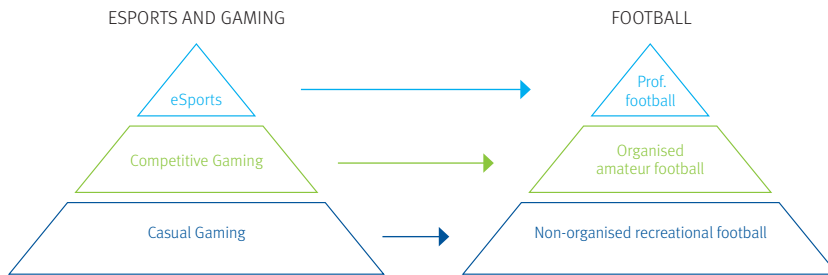 ESPORTS AND GAMING
FOOTBALL
eSports
Prof.
football
Competitive Gaming
Organised
amateur football
Casual Gaming
Non-organised recreational football